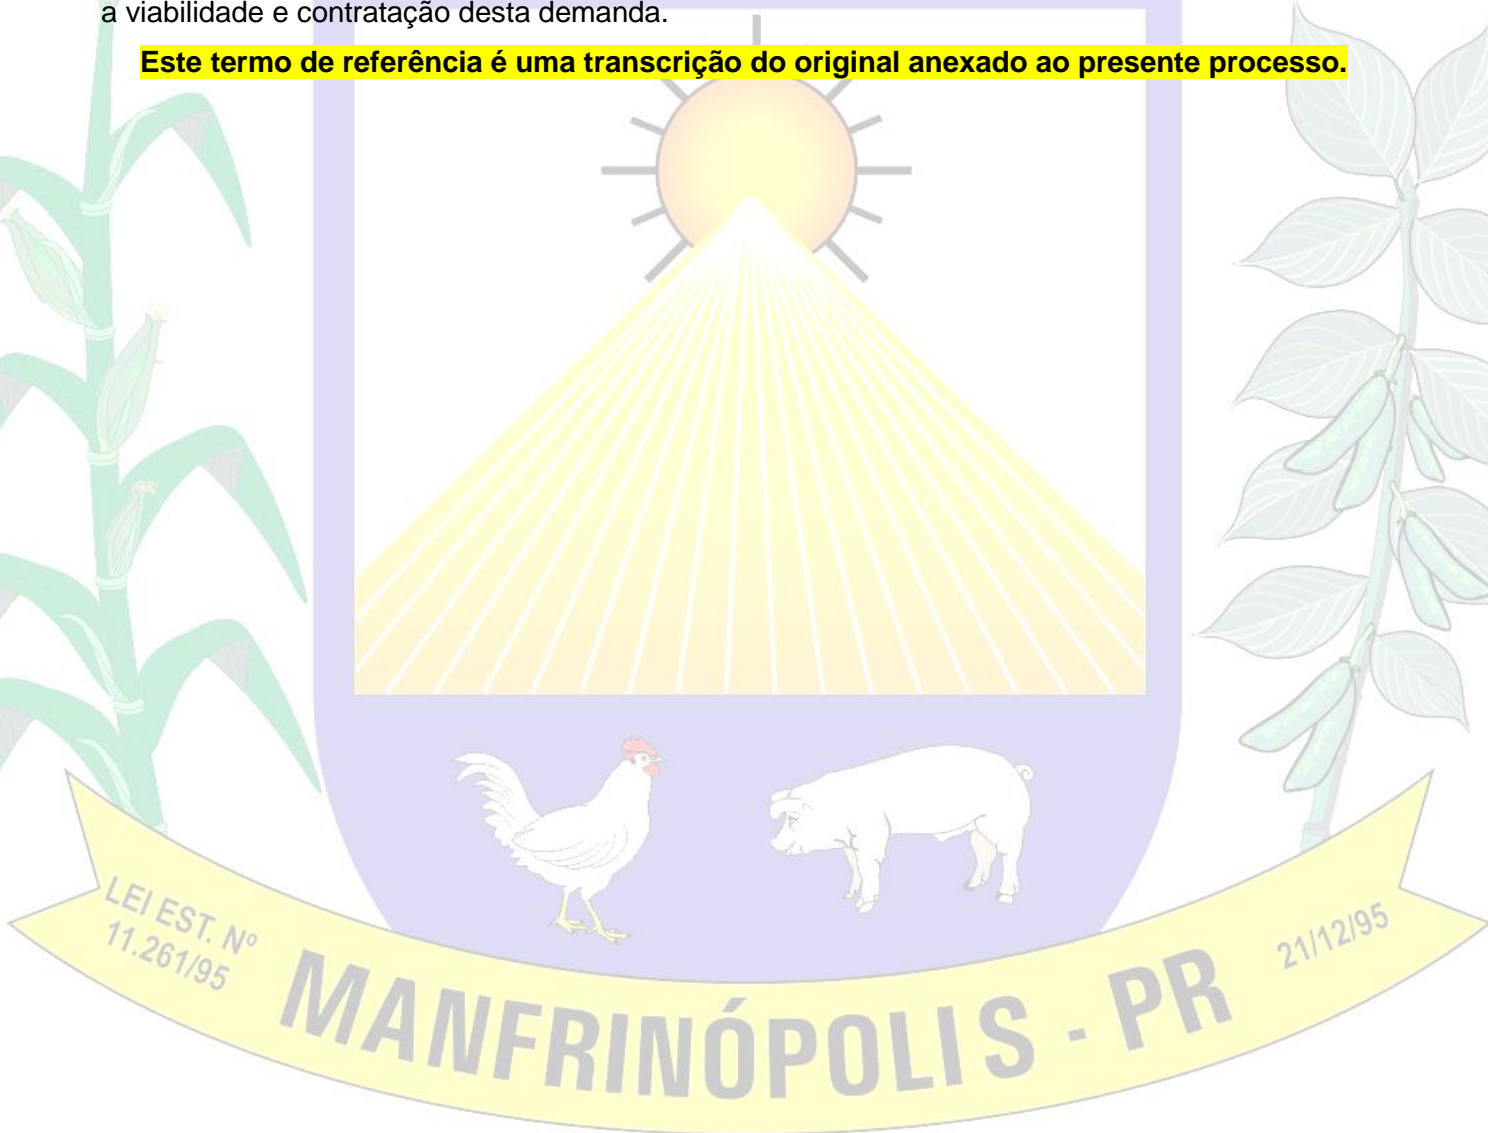 a viabilidade e contratação desta demanda.
Este termo de referência é uma transcrição do original anexado ao presente processo.
LEI EST. Nº
11.261/95
MANFRINÓPOLIS - PR
21/12/95